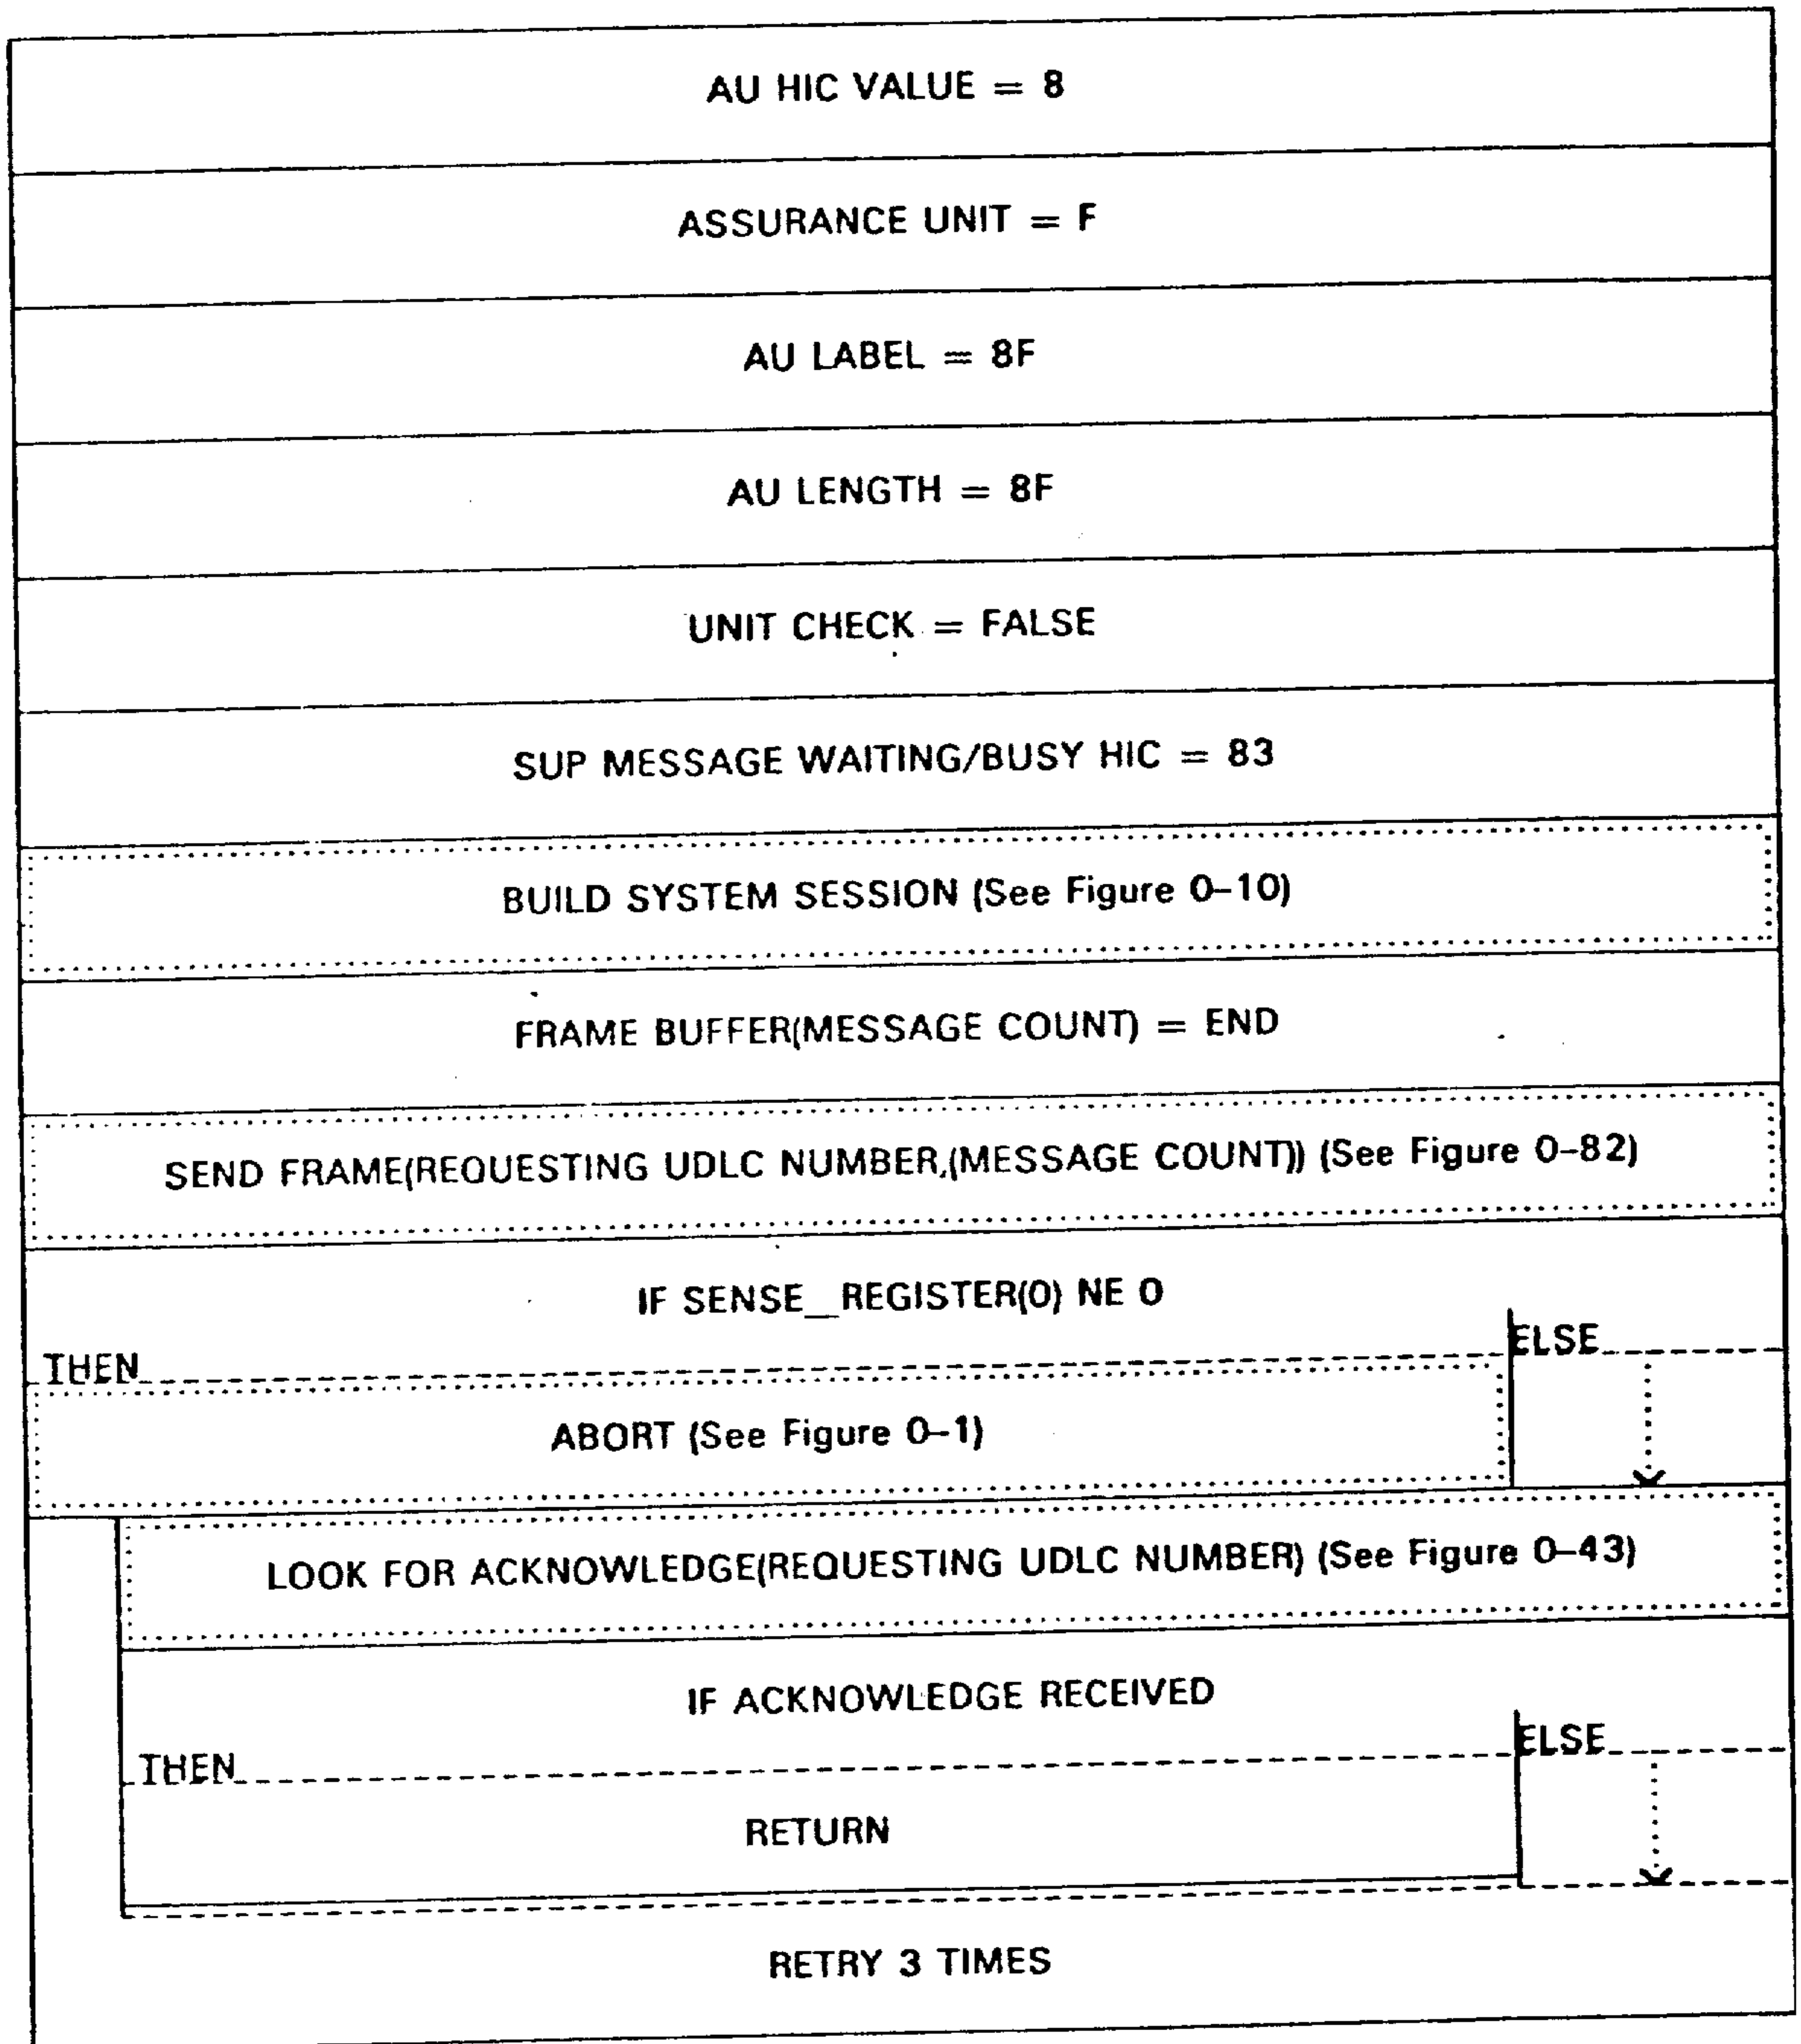 AU HIC VALUE = 8
ASSURANCE UNIT = F
AU LABEL = 8F
AU LENGTH = 8F
UNIT CHECK = FALSE
SUP MESSAGE WAITING/BUSY HIC = 83
BUILD SYSTEM SESSION (See Figure 0-10)
FRAME BUFFER(MESSAGE COUNT) = END
SEND FRAME(REQUESTING UDLC NUMBER,(MESSAGE COUNT)) (See Figure 0-82)
IF SENSE_REGISTER(0) NE 0
THEN
ELSE
ABORT (See Figure 0-1)
LOOK FOR ACKNOWLEDGE(REQUESTING UDLC NUMBER) (See Figure 0-43)
IF ACKNOWLEDGE RECEIVED
THEN
ELSE
RETURN
RETRY 3 TIMES